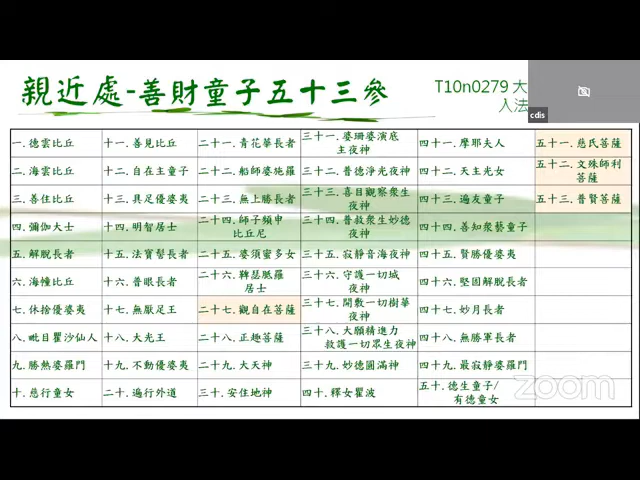 親近處-善財童子五十三參
T10n0279 大
入法
cdis
一.德雲比丘
二.海雲比丘
三.善住比丘
四.彌伽大士
五.解脫長者
六.海幢比丘
七.休捨優婆夷
八.毗目瞿沙仙人
九.勝熱婆羅門
十.慈行童女
十一.善見比丘
十二.自在主童子
十三.具足優婆夷
十四.明智居士
十五.法寶髻長者
十六.普眼長者
十七.無厭足王
十八.大光王
十九.不動優婆夷
二十.遍行外道
二十一.青花華長者
二十二.船師婆施羅
二十三.無上勝長者
二十四.師子頻申
比丘尼
二十五.婆須蜜多女
二十六.鞞瑟胝羅
居士
二十七.觀自在菩薩
二十八.正趣菩薩
二十九.大天神
三十.安住地神
三十一.婆珊婆演底
主夜神
三十二.普德淨光夜神
三十三.喜目觀察眾生
夜神
三十四.普救眾生妙德
夜神
三十五.寂靜音海夜神
三十六.守護一切城
夜神
三十七.開敷一切樹華
夜神
三十八.大願精進力
救護一切眾生夜神
三十九.妙德圓滿神
四十.釋女瞿波
四十一.摩耶夫人
四十二.天主光女
四十三.遍友童子
四十四.善知眾藝童子
四十五.賢勝優婆夷
四十六.堅固解脫長者
四十七.妙月長者
四十八.無勝軍長者
四十九.最寂靜婆羅門
五十.德生童子/
有德童女
五十一.慈氏菩薩
五十二.文殊師利
菩薩
五十三.普賢菩薩
zoom